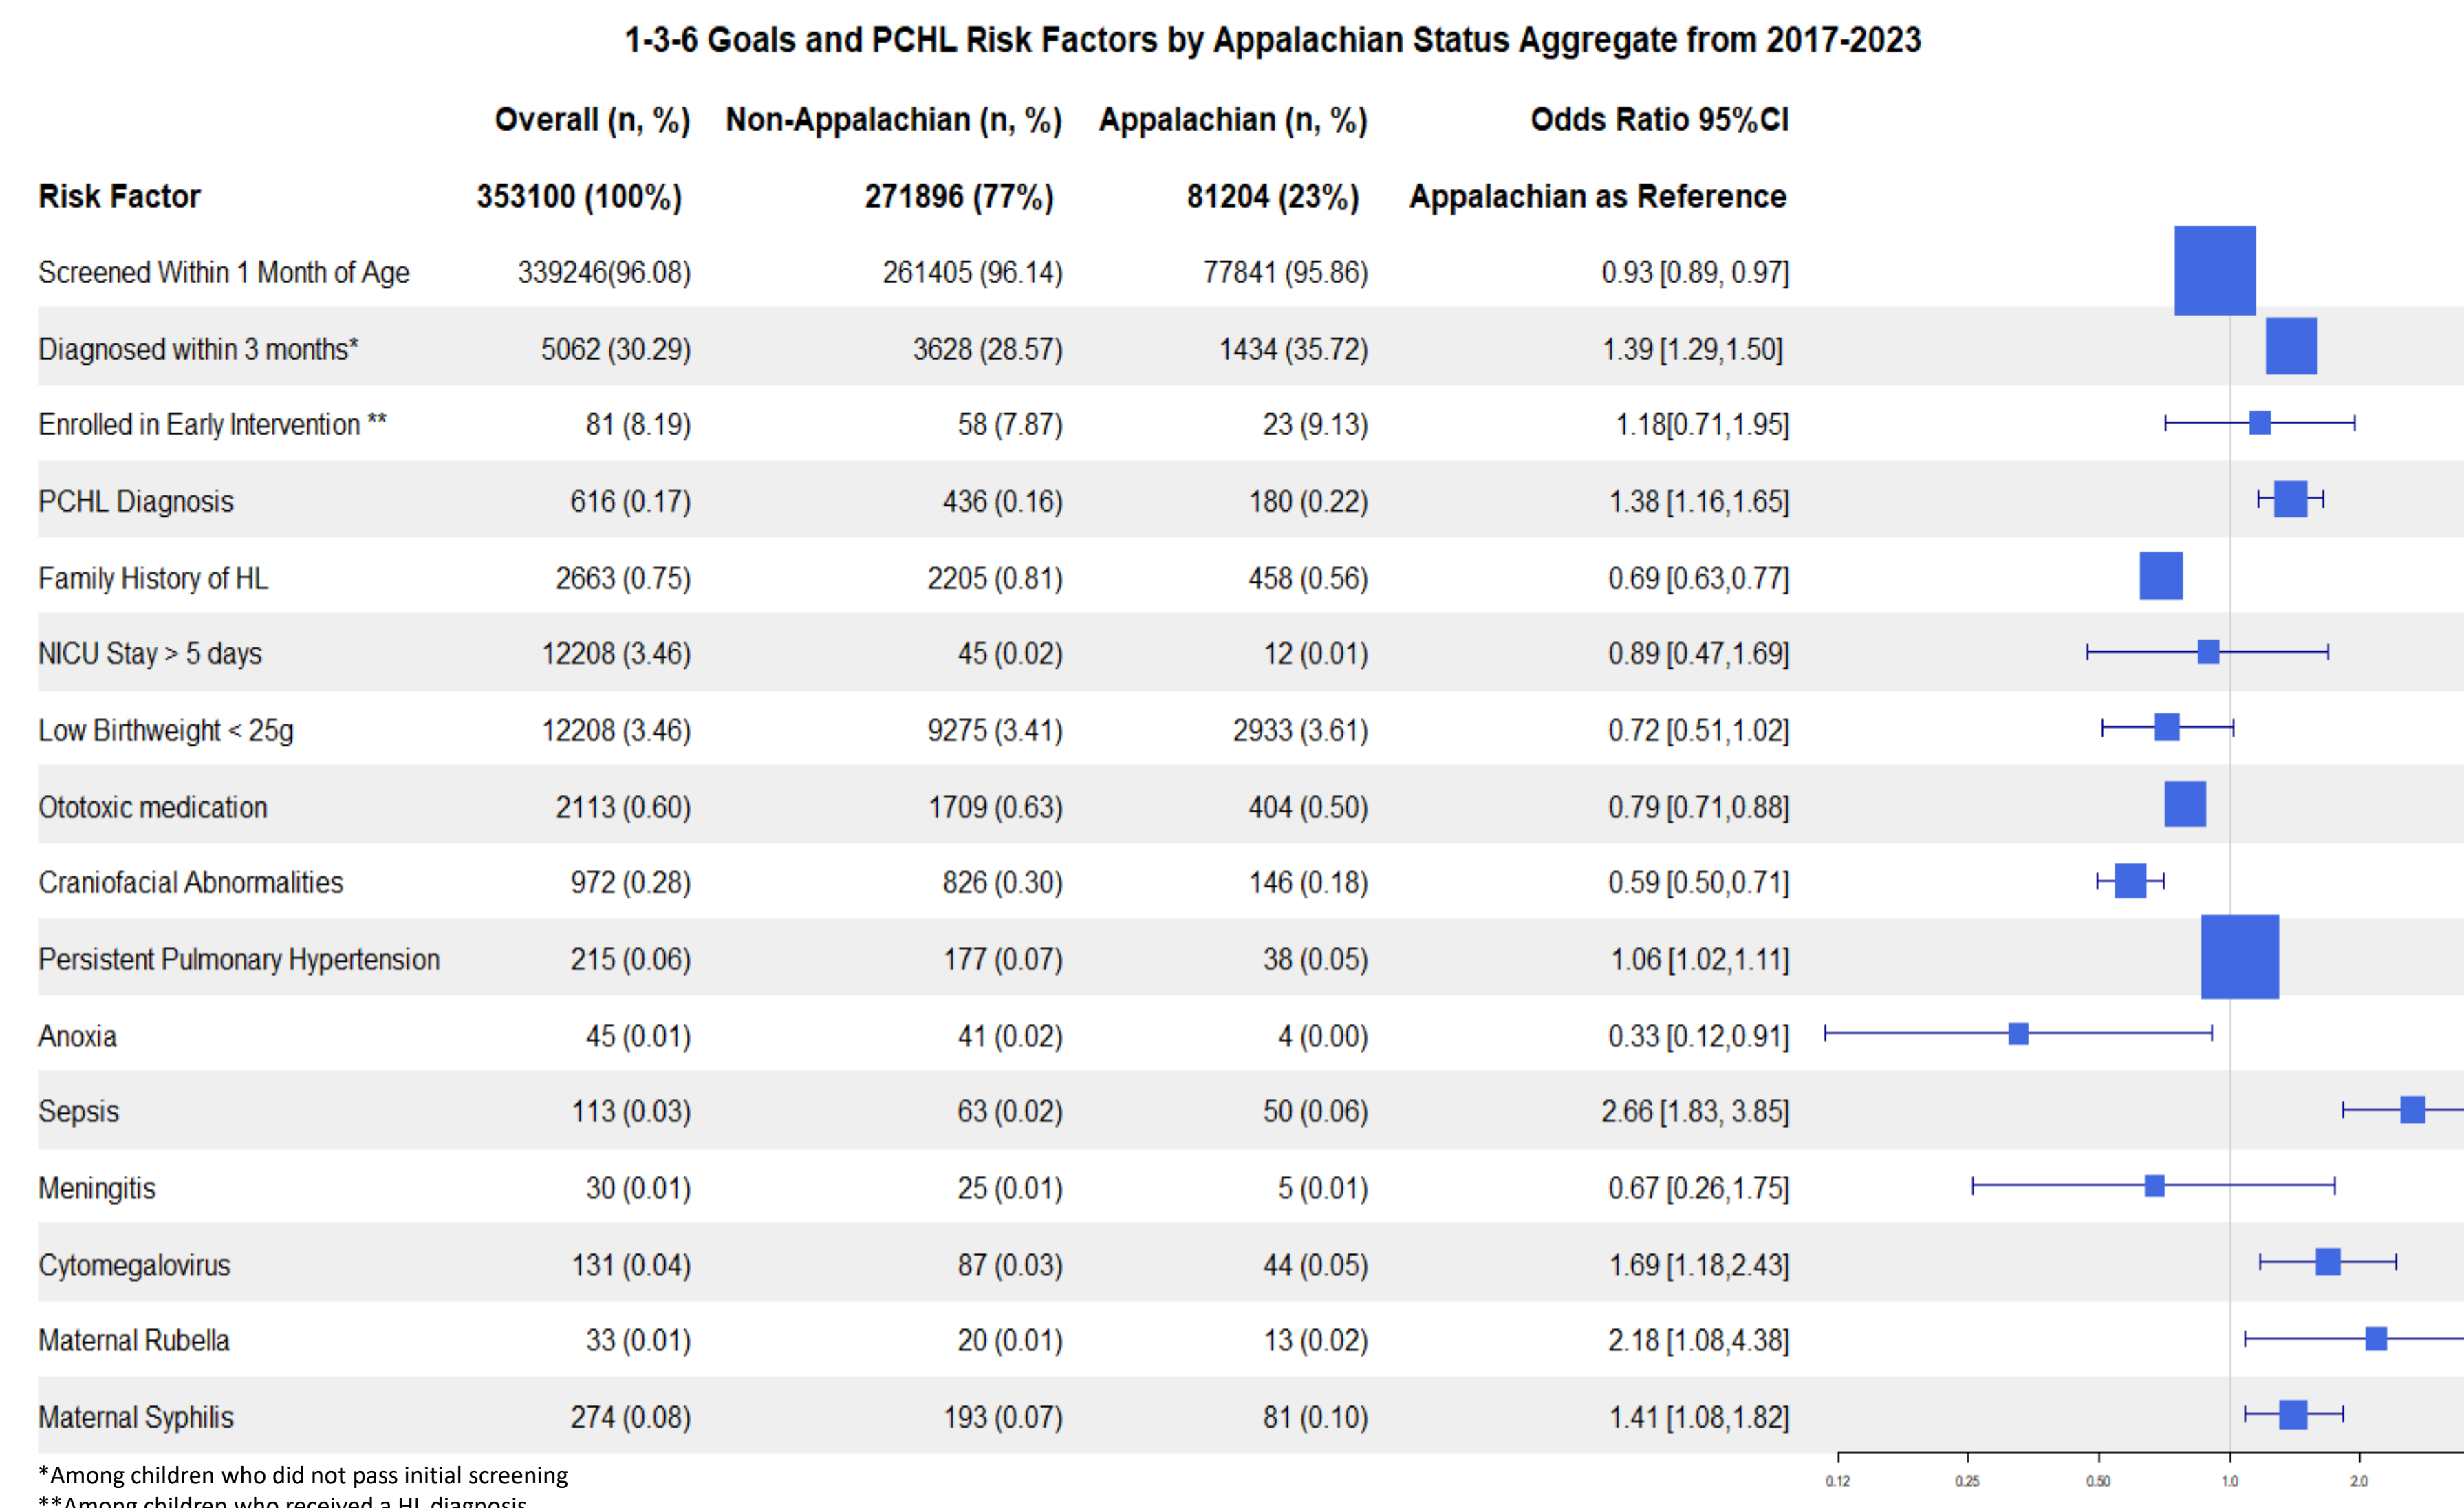 1-3-6 Goals and PCHL Risk Factors by Appalachian Status Aggregate from 2017-2023
Overall (n, %) Non-Appalachian (n, %) Appalachian (n, %) Odds Ratio 95%CI
Risk Factor 353100 (100%) 271896 (77%) 81204 (23%) Appalachian as Reference
Screened Within 1 Month of Age 339246(96.08) 261405 (96.14) 77841 (95.86) 0.93 [0.89, 0.97]
Diagnosed within 3 months* 5062 (30.29) 3628 (28.57) 1434 (35.72) 1.39 [1.29,1.50]
Enrolled in Early Intervention ** 81 (8.19) 58 (7.87) 23 (9.13) 1.18[0.71,1.95]
PCHL Diagnosis 616 (0.17) 436 (0.16) 180 (0.22) 1.38 [1.16,1.65]
Family History of HL 2663 (0.75) 2205 (0.81) 458 (0.56) 0.69 [0.63,0.77]
NICU Stay > 5 days 12208 (3.46) 45 (0.02) 12 (0.01) 0.89 [0.47,1.69]
Low Birthweight < 25g 12208 (3.46) 9275 (3.41) 2933 (3.61) 0.72 [0.51,1.02]
Ototoxic medication 2113 (0.60) 1709 (0.63) 404 (0.50) 0.79 [0.71,0.88]
Craniofacial Abnormalities 972 (0.28) 826 (0.30) 146 (0.18) 0.59 [0.50,0.71]
Persistent Pulmonary Hypertension 215 (0.06) 177 (0.07) 38 (0.05) 1.06 [1.02,1.11]
Anoxia 45 (0.01) 41 (0.02) 4 (0.00) 0.33 [0.12,0.91]
Sepsis 113 (0.03) 63 (0.02) 50 (0.06) 2.66 [1.83, 3.85]
Meningitis 30 (0.01) 25 (0.01) 5 (0.01) 0.67 [0.26,1.75]
Cytomegalovirus 131 (0.04) 87 (0.03) 44 (0.05) 1.69 [1.18,2.43]
Maternal Rubella 33 (0.01) 20 (0.01) 13 (0.02) 2.18 [1.08,4.38]
Maternal Syphilis 274 (0.08) 193 (0.07) 81 (0.10) 1.41 [1.08,1.82]
0.12 0.25 0.50 1.0 2.0
*Among children who did not pass initial screening
**Among children who received a HL diagnosis